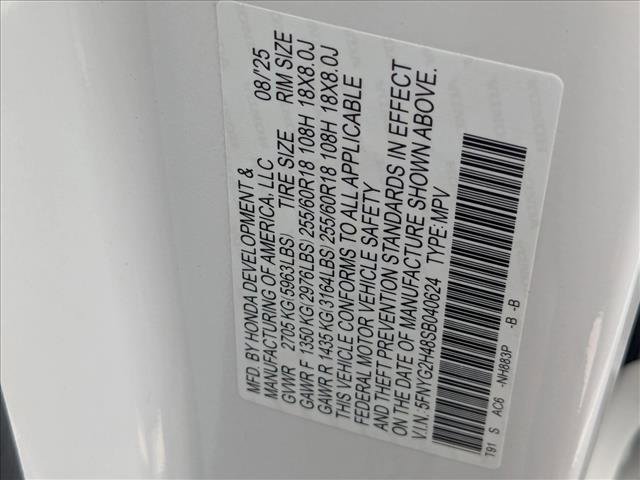 MFD. BY HONDA DEVELOPMENT &
MANUFACTURING OF AMERICA, LLC 08/'25
GVWR 2705 KG(5963LBS) TIRE SIZE RIM SIZE
GAWR F 1350 KG(2976LBS) 255/60R18 108H 18X8.0J
GAWR R 1435 KG(3164LBS) 255/60R18 108H 18X8.0J
THIS VEHICLE CONFORMS TO ALL APPLICABLE
FEDERAL MOTOR VEHICLE SAFETY
AND THEFT PREVENTION STANDARDS IN EFFECT
ON THE DATE OF MANUFACTURE SHOWN ABOVE.
V.I.N.: 5FNYG2H48SB040624 TYPE: MPV
T91 S AC6 -NH883P -B -B